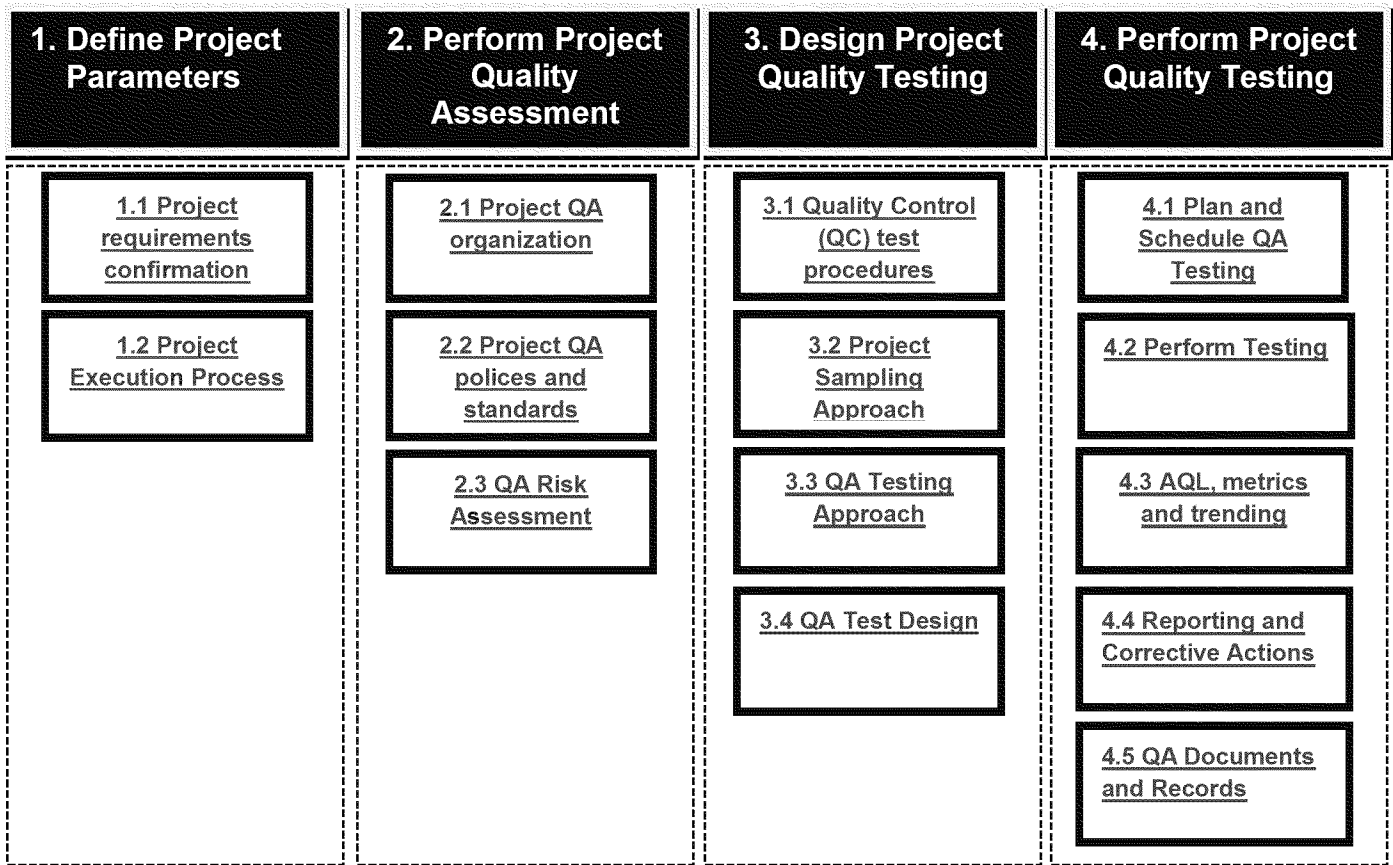 1. Define Project
Parameters
2. Perform Project
Quality
Assessment
3. Design Project
Quality Testing
4. Perform Project
Quality Testing
1.1 Project
requirements
confirmation
1.2 Project
Execution Process
2.1 Project QA
organization
2.2 Project QA
polices and
standards
2.3 QA Risk
Assessment
3.1 Quality Control
(QC) test
procedures
3.2 Project
Sampling
Approach
3.3 QA Testing
Approach
3.4 QA Test Design
4.1 Plan and
Schedule QA
Testing
4.2 Perform Testing
4.3 AQL, metrics
and trending
4.4 Reporting and
Corrective Actions
4.5 QA Documents
and Records